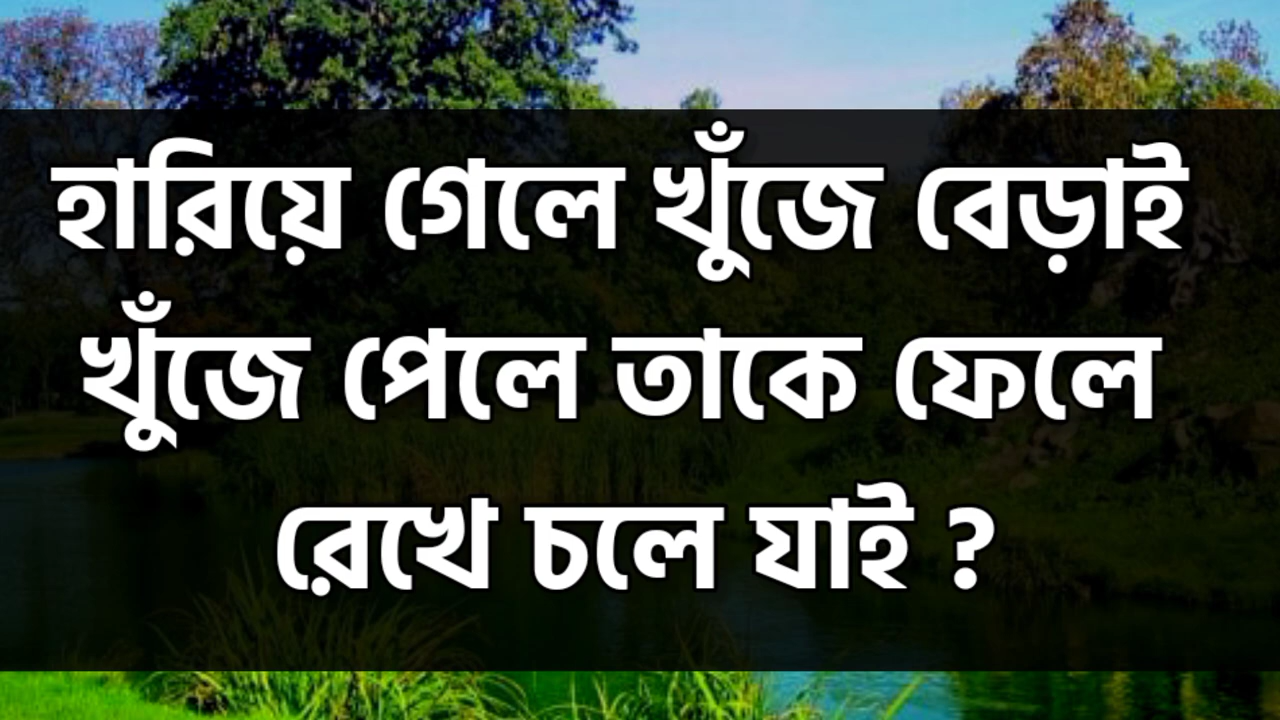 হারিয়ে গেলে খুঁজে বেড়াই
খুঁজে পেলে তাকে ফেলে
রেখে চলে যাই ?